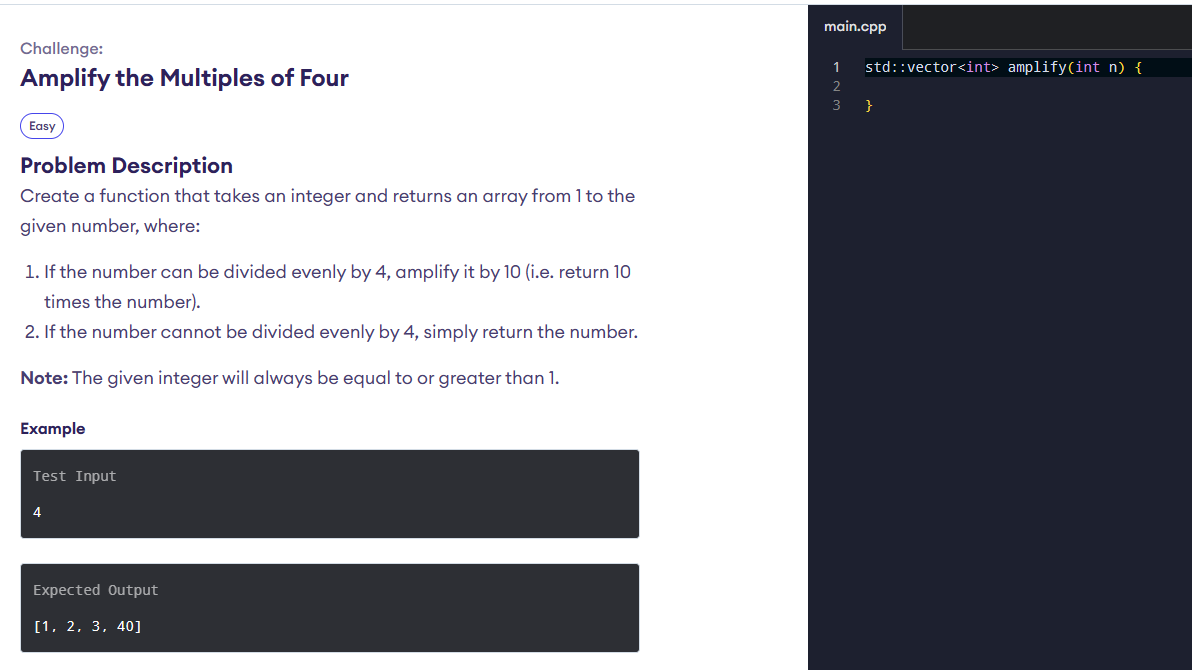 Challenge:
Amplify the Multiples of Four
Easy
Problem Description
Create a function that takes an integer and returns an array from 1 to the
given number, where:
1. If the number can be divided evenly by 4, amplify it by 10 (i.e. return 10
times the number).
2. If the number cannot be divided evenly by 4, simply return the number.
Note: The given integer will always be equal to or greater than 1.
Example
Test Input
4
Expected Output
[1, 2, 3, 40]
main.cpp
1 std::vector<int> amplify(int n) {
2
3 }